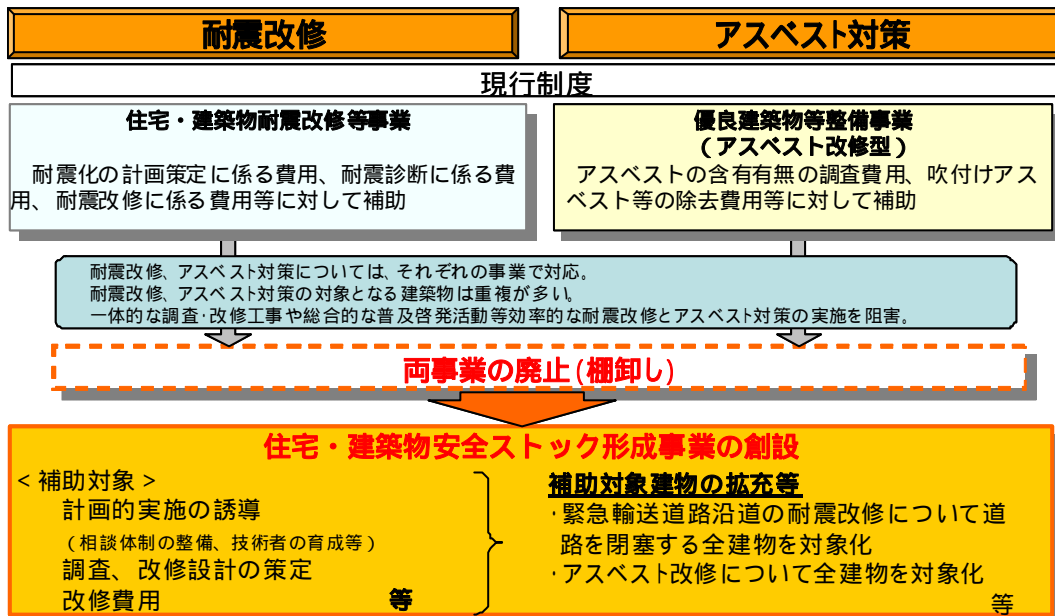 耐震改修
アスベスト対策
現行制度
住宅・建築物耐震改修等事業
耐震化の計画策定に係る費用、耐震診断に係る費
用、耐震改修に係る費用等に対して補助
優良建築物等整備事業
（アスベスト改修型）
アスベストの含有有無の調査費用、吹付けアス
ベスト等の除去費用等に対して補助
耐震改修、アスベスト対策については、それぞれの事業で対応。
耐震改修、アスベスト対策の対象となる建築物は重複が多い。
一体的な調査・改修工事や総合的な普及啓発活動等効率的な耐震改修とアスベスト対策の実施を阻害。
両事業の廃止（棚卸し）
住宅・建築物安全ストック形成事業の創設
＜補助対象＞
計画的実施の誘導
（相談体制の整備、技術者の育成等）
調査、改修設計の策定
改修費用　等
補助対象建物の拡充等
・緊急輸送道路沿道の耐震改修について道
路を閉塞する全建物を対象化
・アスベスト改修について全建物を対象化
等